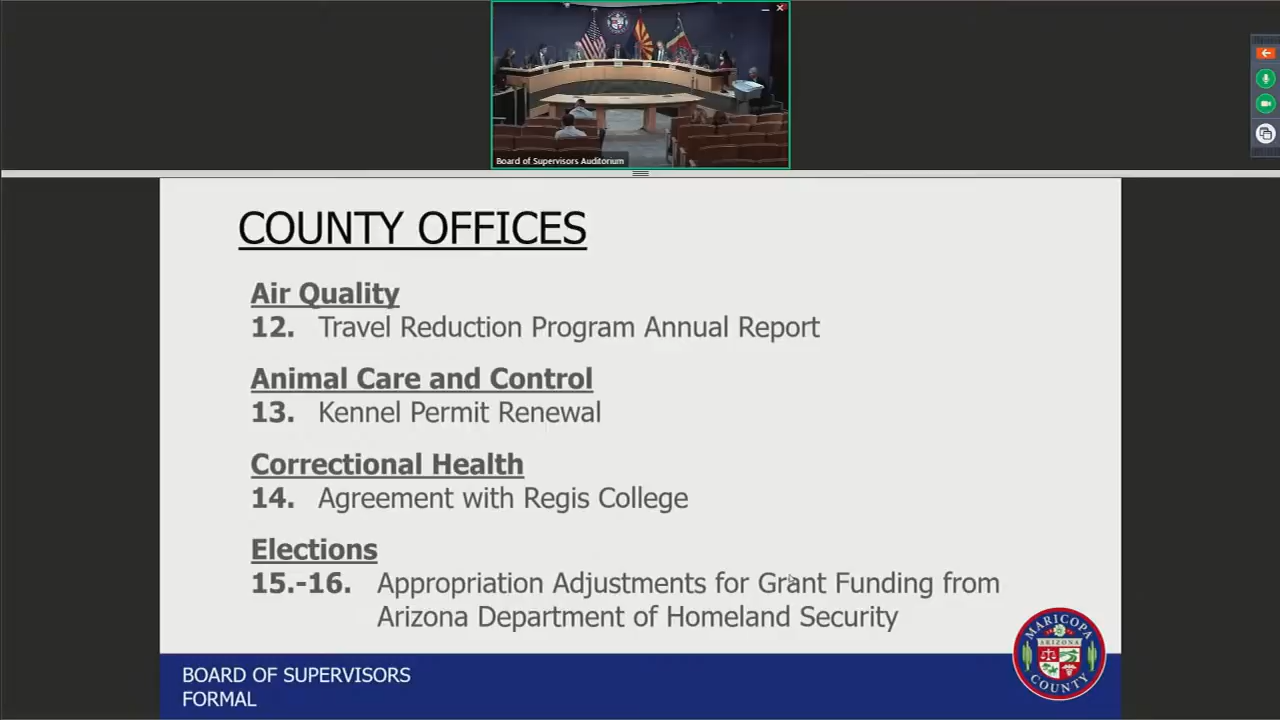 Board of Supervisors Auditorium
COUNTY OFFICES
Air Quality
12. Travel Reduction Program Annual Report
Animal Care and Control
13. Kennel Permit Renewal
Correctional Health
14. Agreement with Regis College
Elections
15.-16. Appropriation Adjustments for Grant Funding from
Arizona Department of Homeland Security
MARICOPA
ARIZONA
COUNTY
BOARD OF SUPERVISORS
FORMAL